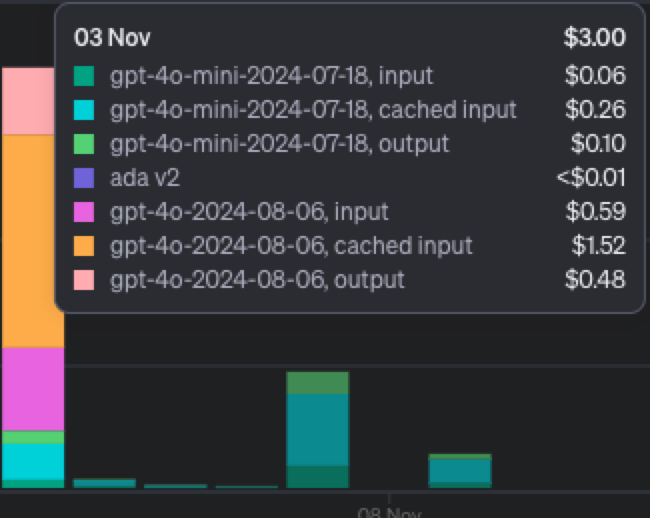 03 Nov $3.00
gpt-4o-mini-2024-07-18, input $0.06
gpt-4o-mini-2024-07-18, cached input $0.26
gpt-4o-mini-2024-07-18, output $0.10
ada v2 <$0.01
gpt-4o-2024-08-06, input $0.59
gpt-4o-2024-08-06, cached input $1.52
gpt-4o-2024-08-06, output $0.48
08 Nov